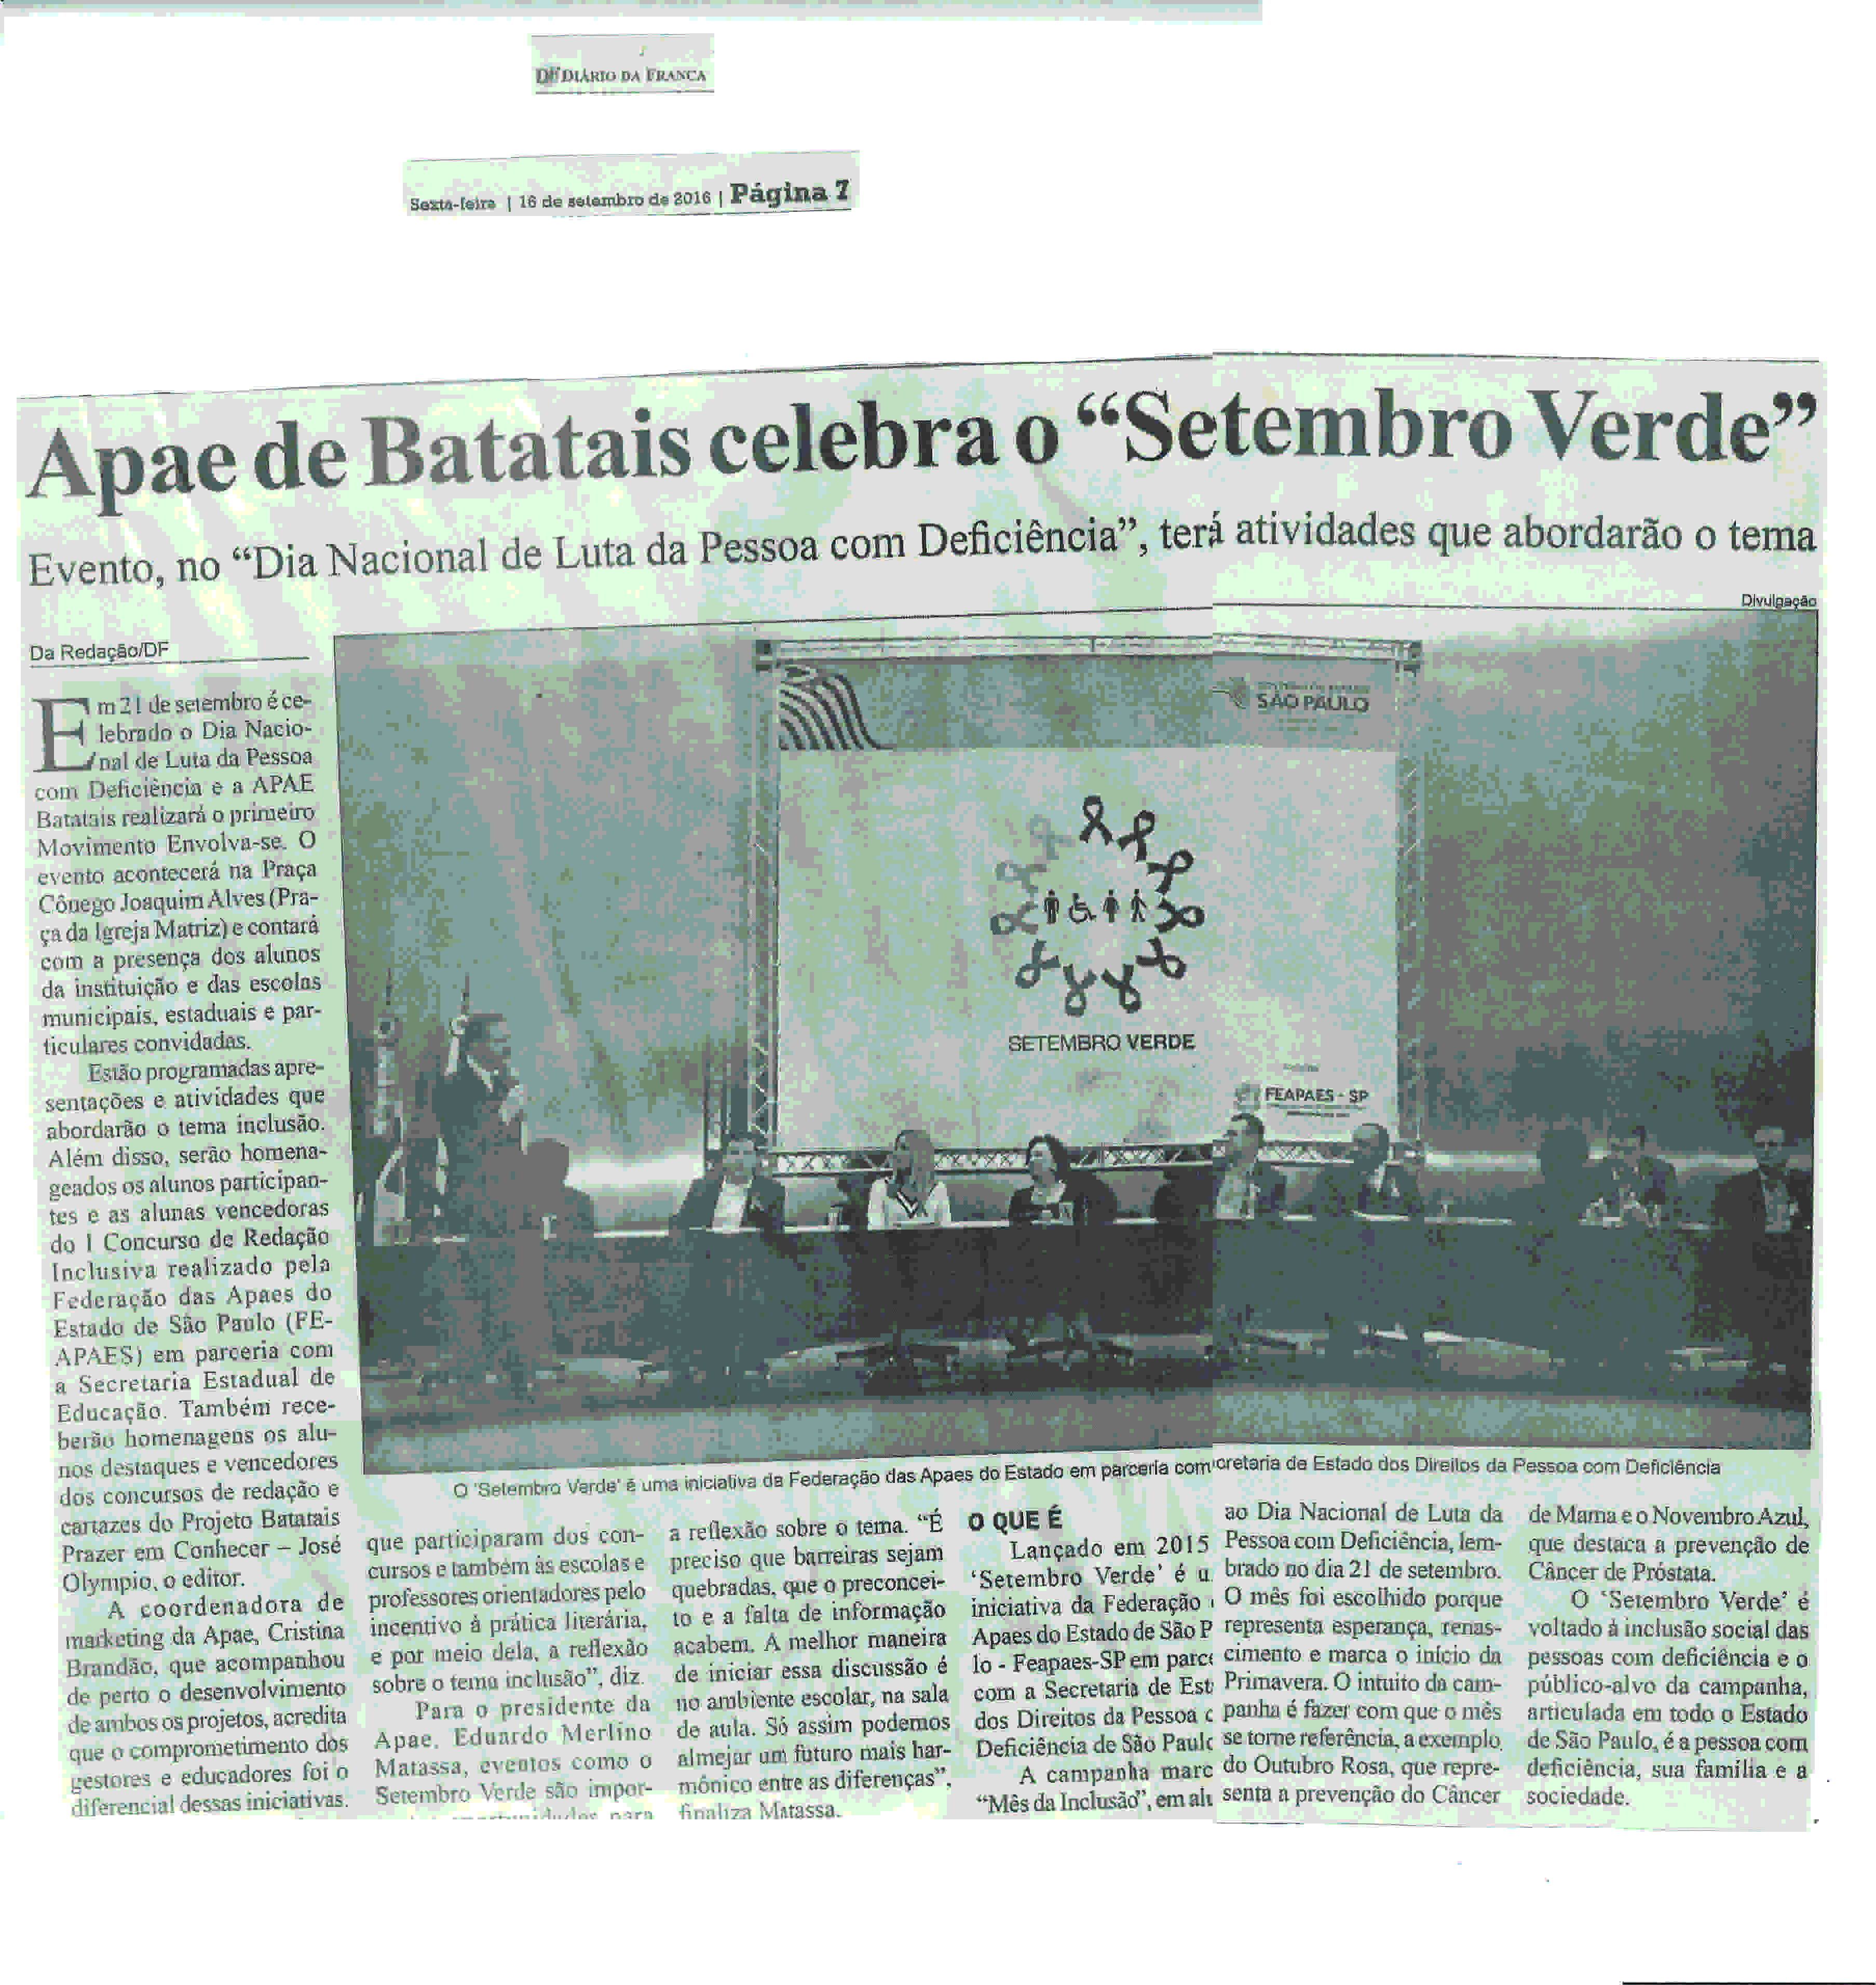 DF DIÁRIO DA FRANCA
Sexta-feira | 16 de setembro de 2016 | Página 7
Apae de Batatais celebra o “Setembro Verde”
Evento, no “Dia Nacional de Luta da Pessoa com Deficiência”, terá atividades que abordarão o tema
Divulgação
Da Redação/DF
Em 21 de setembro é ce-
lebrado o Dia Nacio-
nal de Luta da Pessoa
com Deficiência e a APAE
Batatais realizará o primeiro
Movimento Envolva-se. O
evento acontecerá na Praça
Cônego Joaquim Alves (Pra-
ça da Igreja Matriz) e contará
com a presença dos alunos
da instituição e das escolas
municipais, estaduais e par-
ticulares convidadas.
Estão programadas apre-
sentações e atividades que
abordarão o tema inclusão.
Além disso, serão homena-
geados os alunos participan-
tes e as alunas vencedoras
do I Concurso de Redação
Inclusiva realizado pela
Federação das Apaes do
Estado de São Paulo (FE-
APAES) em parceria com
a Secretaria Estadual de
Educação. Também rece-
berão homenagens os alu-
nos destaques e vencedores
dos concursos de redação e
cartazes do Projeto Batatais
Prazer em Conhecer – José
Olympio, o editor.
A coordenadora de
marketing da Apae, Cristina
Brandão, que acompanhou
de perto o desenvolvimento
de ambos os projetos, acredita
que o comprometimento dos
gestores e educadores foi o
diferencial dessas iniciativas.
SÃO PAULO
SETEMBRO VERDE
FEAPAES - SP
O 'Setembro Verde' é uma iniciativa da Federação das Apaes do Estado em parceria com cretaria de Estado dos Direitos da Pessoa com Deficiência
que participaram dos con-
cursos e também às escolas e
professores orientadores pelo
incentivo à prática literária,
e por meio dela, a reflexão
sobre o tema inclusão”, diz.
Para o presidente da
Apae, Eduardo Merlino
Matassa, eventos como o
Setembro Verde são impor-
para
a reflexão sobre o tema. “É
preciso que barreiras sejam
quebradas, que o preconcei-
to e a falta de informação
acabem. A melhor maneira
de iniciar essa discussão é
no ambiente escolar, na sala
de aula. Só assim podemos
almejar um futuro mais har-
mônico entre as diferenças”,
finaliza Matassa.
O QUE É
Lançado em 2015
‘Setembro Verde’ é u
iniciativa da Federação
Apaes do Estado de São P
lo - Feapaes-SP em parce
com a Secretaria de Est
dos Direitos da Pessoa c
Deficiência de São Paulo
A campanha marc
“Mês da Inclusão”, em alu
ao Dia Nacional de Luta da
Pessoa com Deficiência, lem-
brado no dia 21 de setembro.
O mês foi escolhido porque
representa esperança, renas-
cimento e marca o início da
Primavera. O intuito da cam-
panha é fazer com que o mês
se torne referência, a exemplo
do Outubro Rosa, que repre-
senta a prevenção do Câncer
de Mama e o Novembro Azul,
que destaca a prevenção de
Câncer de Próstata.
O ‘Setembro Verde’ é
voltado à inclusão social das
pessoas com deficiência e o
público-alvo da campanha,
articulada em todo o Estado
de São Paulo, é a pessoa com
deficiência, sua família e a
sociedade.